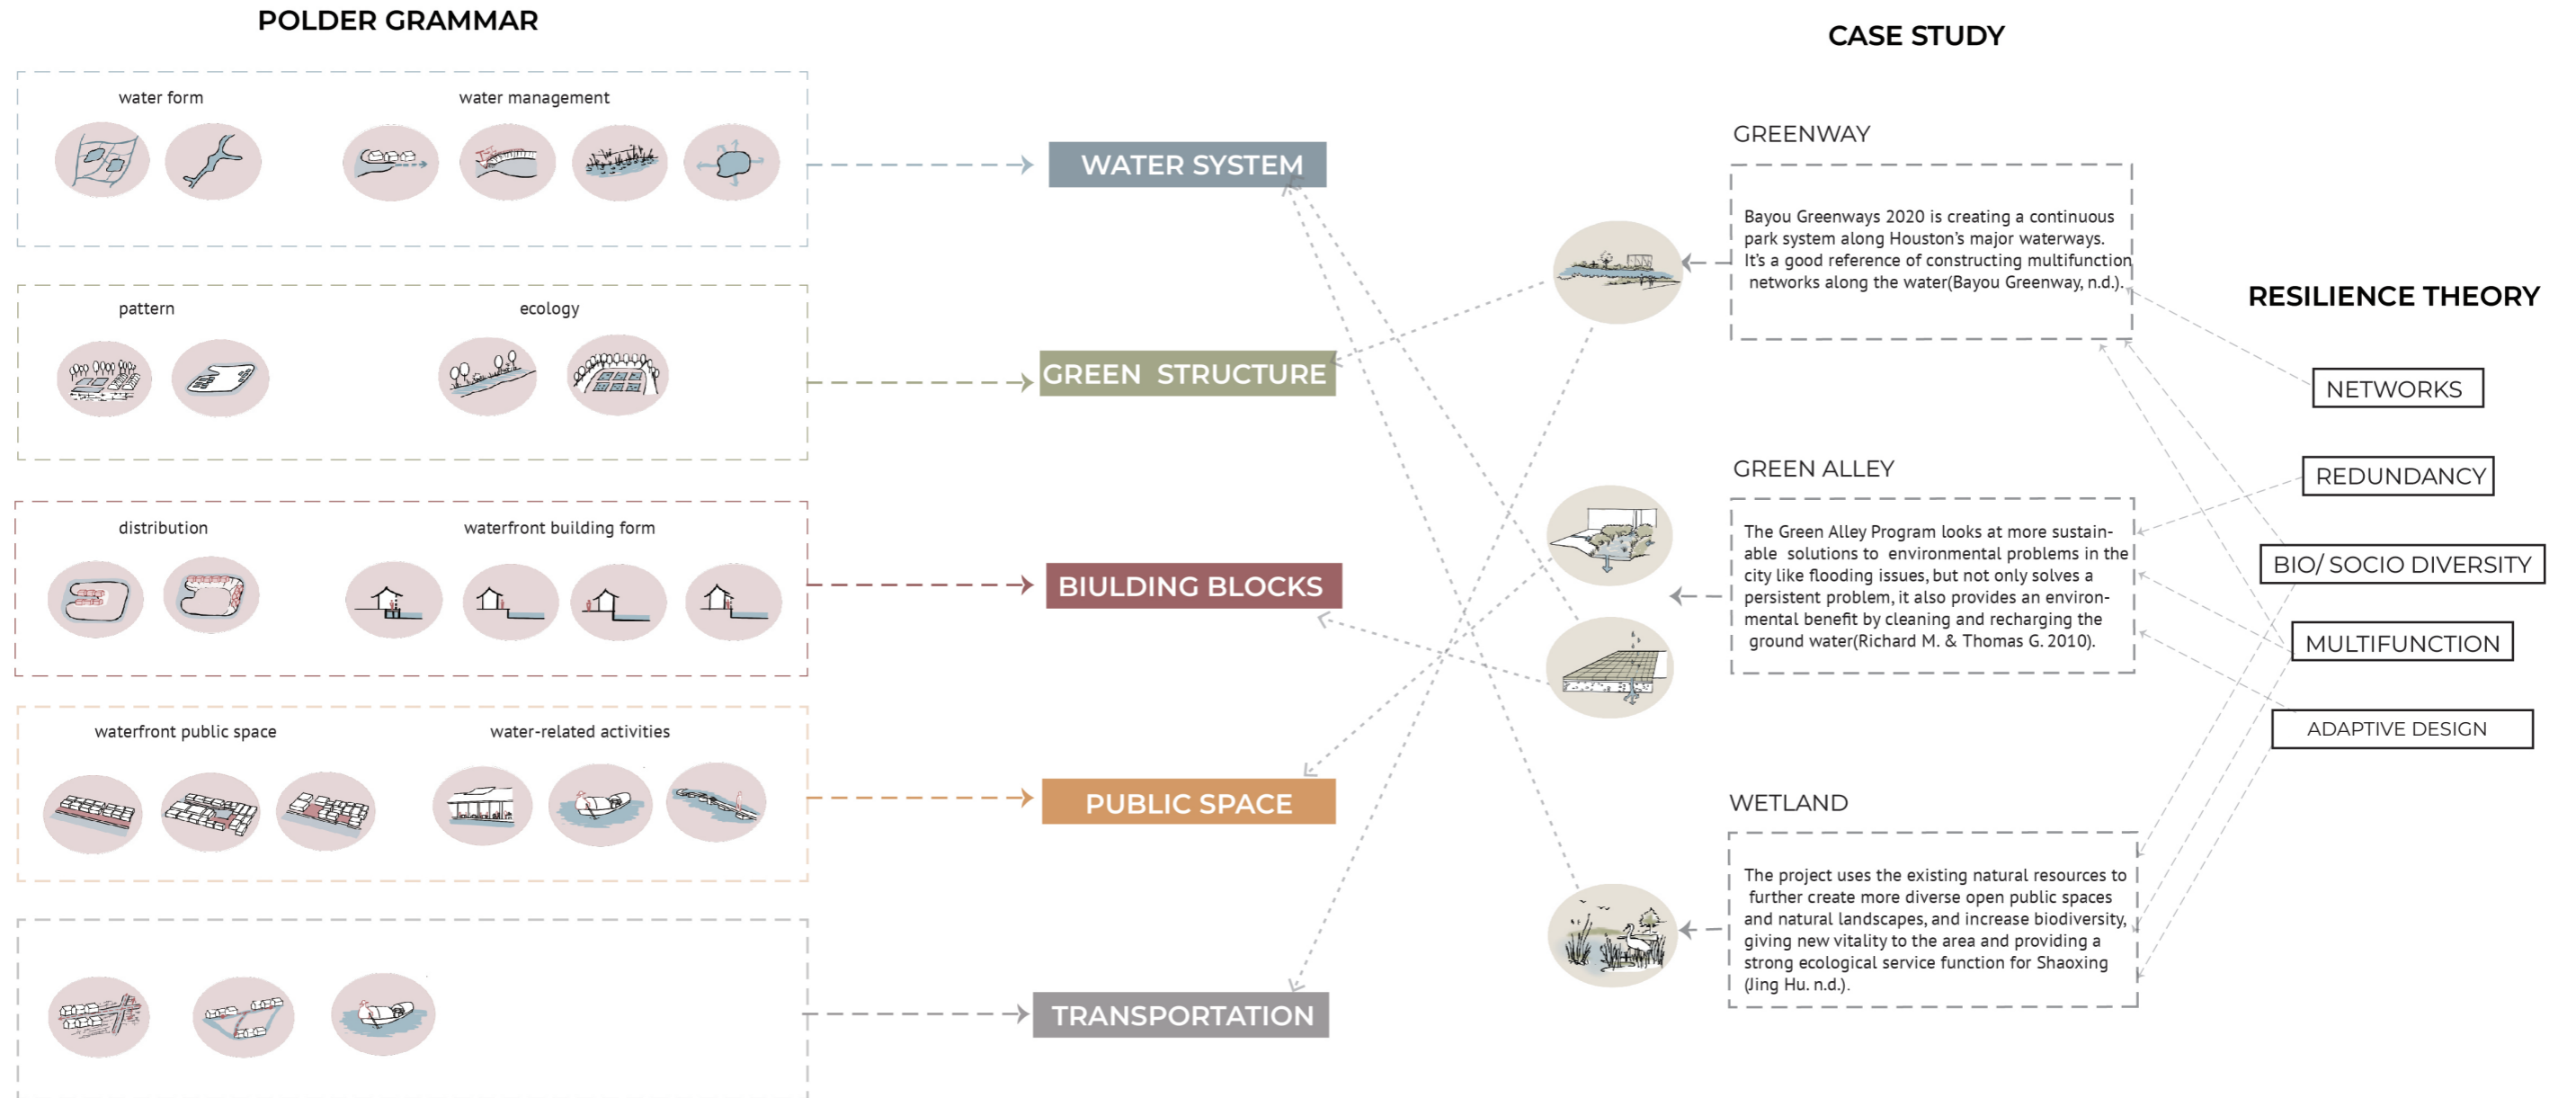 POLDER GRAMMAR
water form
water management
pattern
ecology
distribution
waterfront building form
waterfront public space
water-related activities
WATER SYSTEM
GREEN STRUCTURE
BIULDING BLOCKS
PUBLIC SPACE
TRANSPORTATION
CASE STUDY
GREENWAY
Bayou Greenways 2020 is creating a continuous
park system along Houston's major waterways.
It's a good reference of constructing multifunction
networks along the water(Bayou Greenway, n.d.).
GREEN ALLEY
The Green Alley Program looks at more sustain-
able solutions to environmental problems in the
city like flooding issues, but not only solves a
persistent problem, it also provides an environ-
mental benefit by cleaning and recharging the
ground water(Richard M. & Thomas G. 2010).
WETLAND
The project uses the existing natural resources to
further create more diverse open public spaces
and natural landscapes, and increase biodiversity,
giving new vitality to the area and providing a
strong ecological service function for Shaoxing
(Jing Hu. n.d.).
RESILIENCE THEORY
NETWORKS
REDUNDANCY
BIO/ SOCIO DIVERSITY
MULTIFUNCTION
ADAPTIVE DESIGN